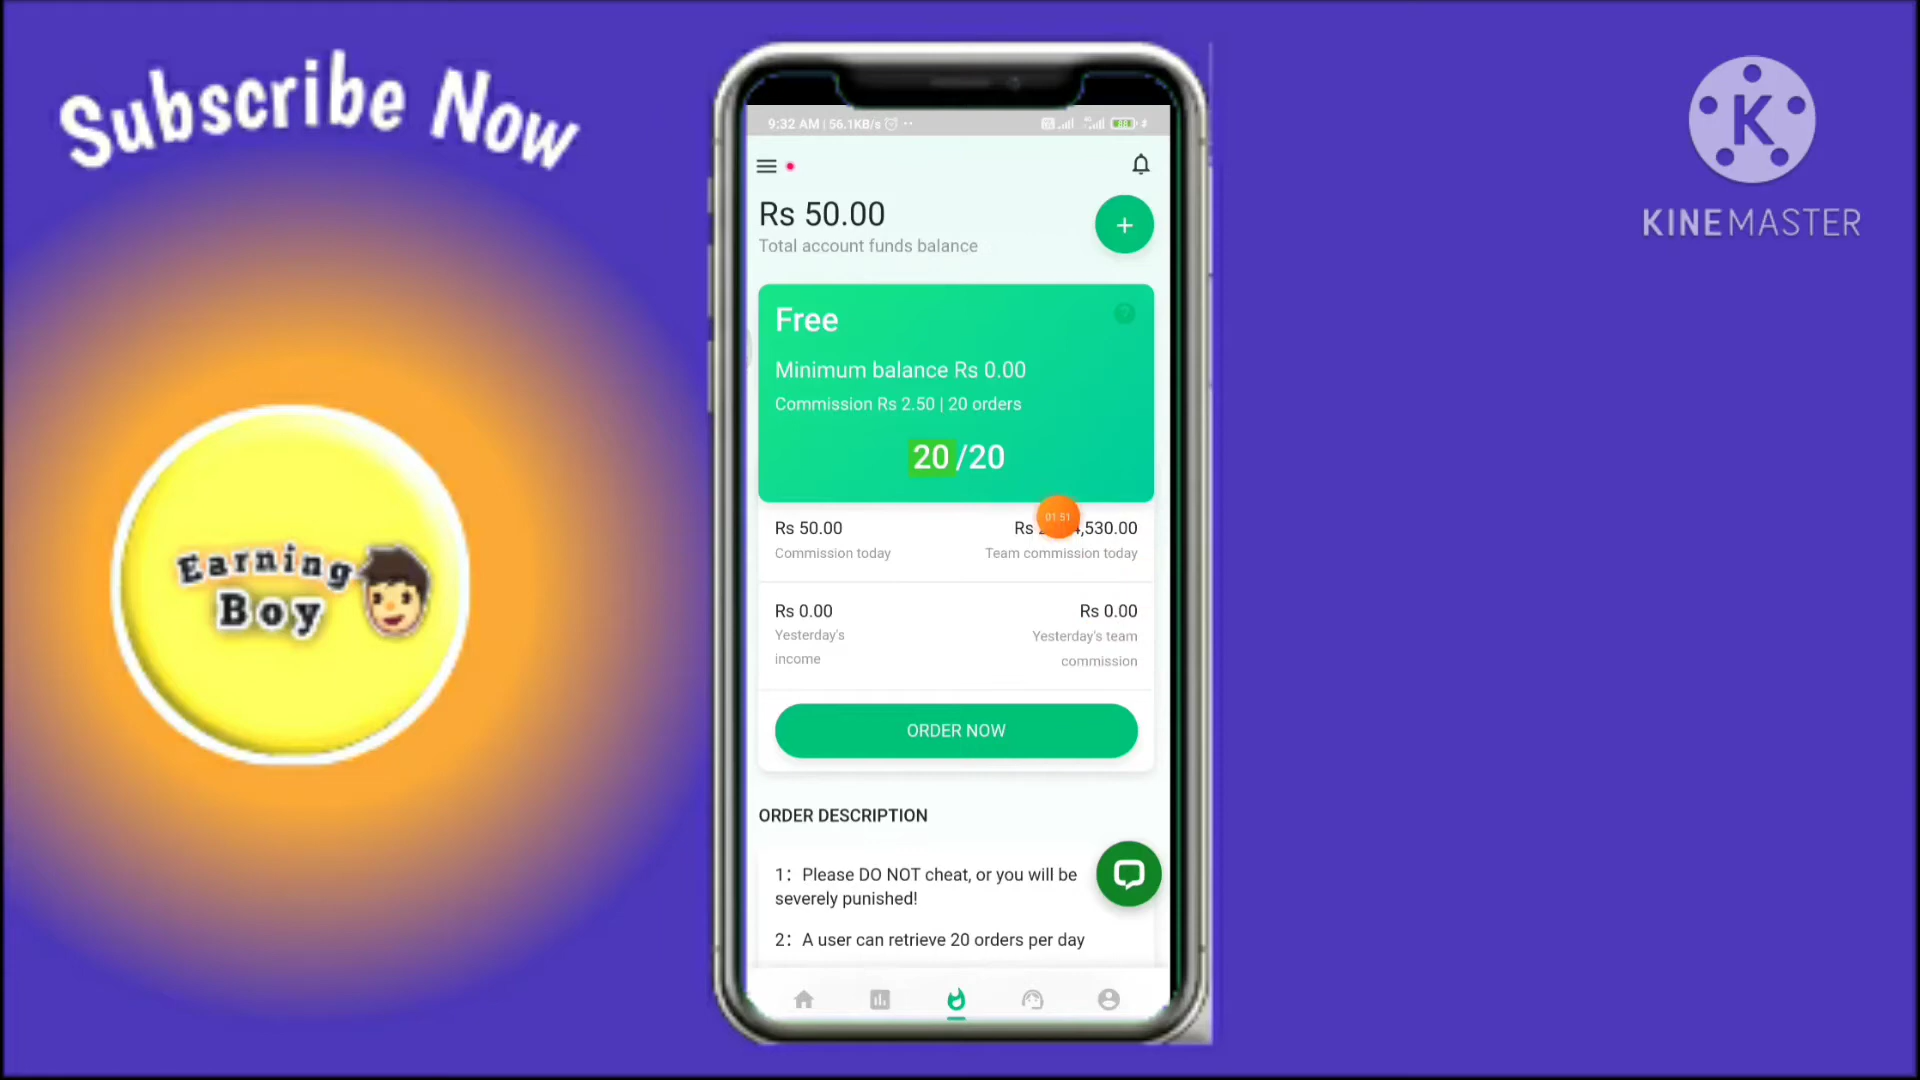 Subscribe Now
KINEMASTER
Earning
Boy
9:32 AM | 56.1KB/s
88
Rs 50.00
Total account funds balance
Free
Minimum balance Rs 0.00
Commission Rs 2.50 | 20 orders
20/20
Rs 50.00
Commission today
01:51
Rs ,530.00
Team commission today
Rs 0.00
Yesterday's
income
Rs 0.00
Yesterday's team
commission
ORDER NOW
ORDER DESCRIPTION
1: Please DO NOT cheat, or you will be
severely punished!
2: A user can retrieve 20 orders per day